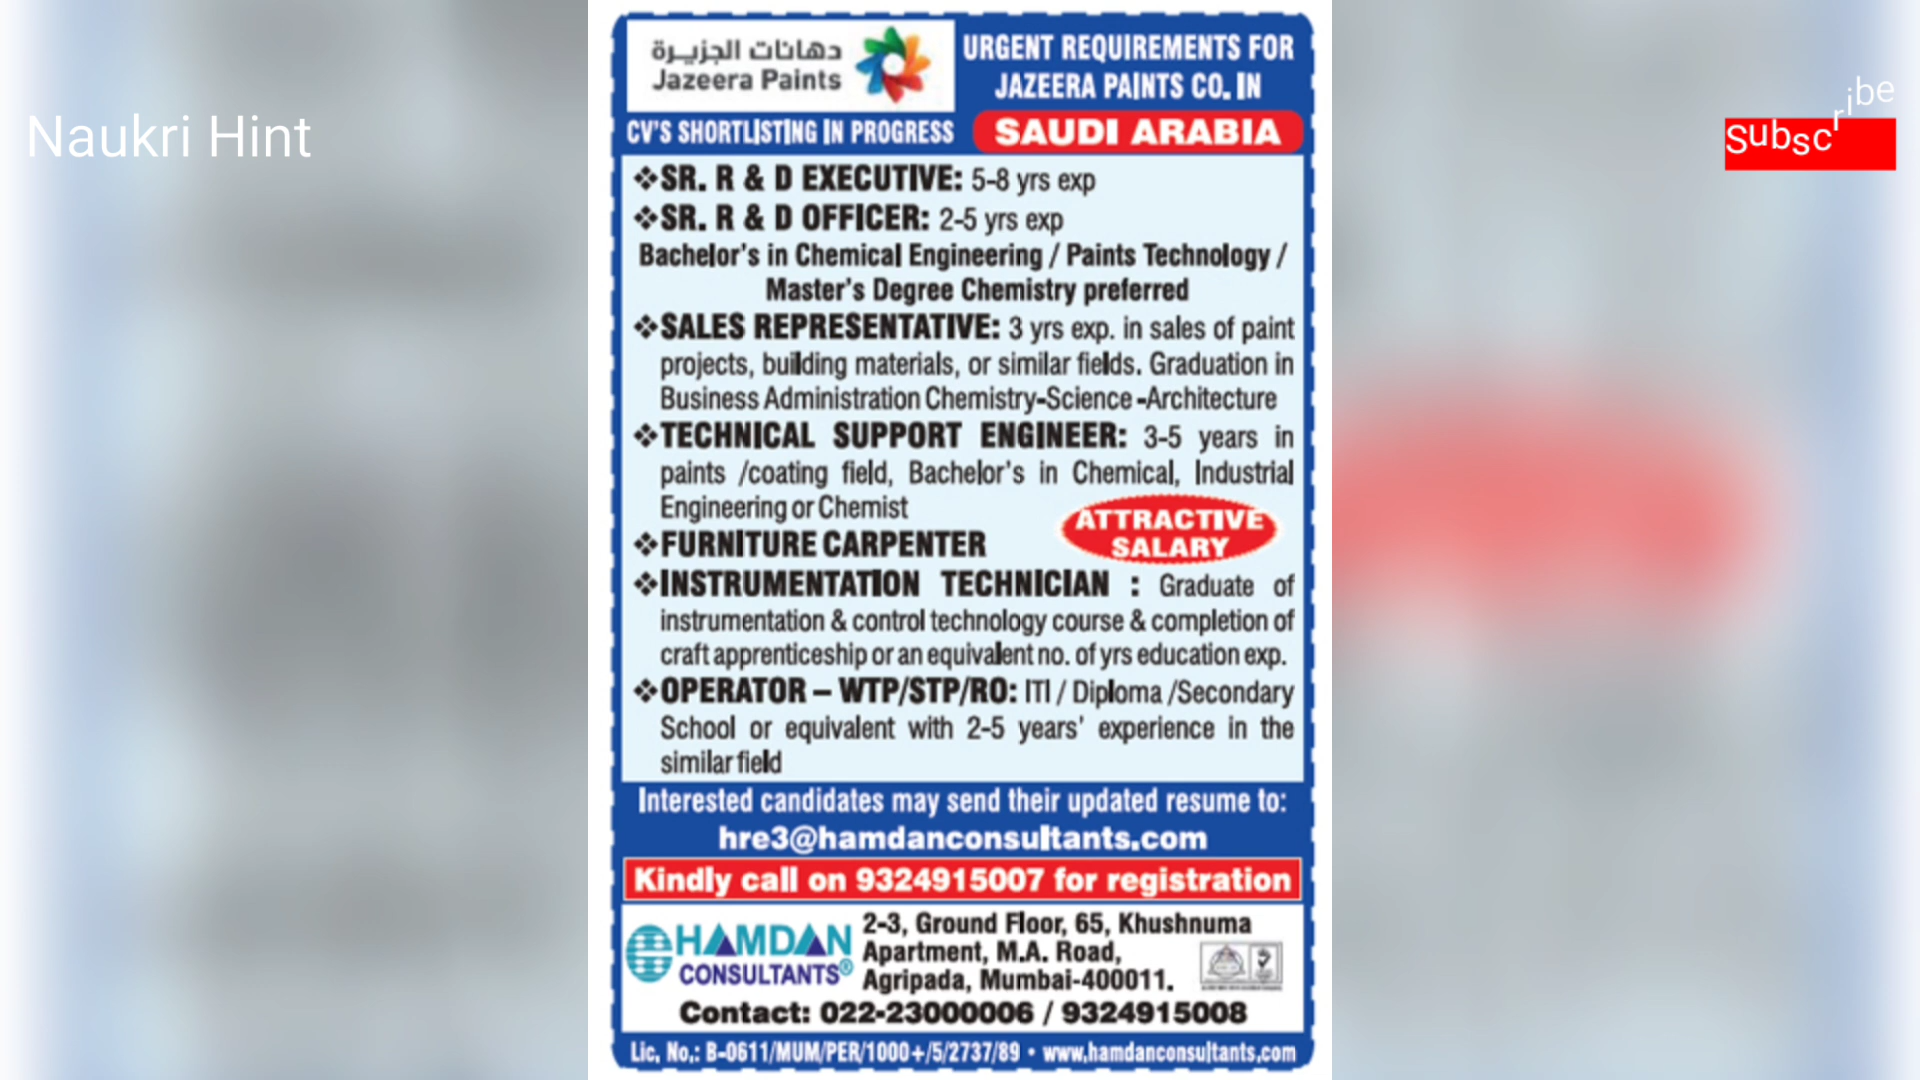 Naukri Hint
Subscribe
دهانات الجزيرة
Jazeera Paints
URGENT REQUIREMENTS FOR
JAZEERA PAINTS CO. IN
CV'S SHORTLISTING IN PROGRESS
SAUDI ARABIA
❖SR. R & D EXECUTIVE: 5-8 yrs exp
❖SR. R & D OFFICER: 2-5 yrs exp
Bachelor's in Chemical Engineering / Paints Technology /
Master's Degree Chemistry preferred
❖SALES REPRESENTATIVE: 3 yrs exp. in sales of paint
projects, building materials, or similar fields. Graduation in
Business Administration Chemistry-Science -Architecture
❖TECHNICAL SUPPORT ENGINEER: 3-5 years in
paints /coating field, Bachelor's in Chemical, Industrial
Engineering or Chemist
ATTRACTIVE
SALARY
❖FURNITURE CARPENTER
❖INSTRUMENTATION TECHNICIAN : Graduate of
instrumentation & control technology course & completion of
craft apprenticeship or an equivalent no. of yrs education exp.
❖OPERATOR – WTP/STP/RO: ITI / Diploma /Secondary
School or equivalent with 2-5 years' experience in the
similar field
Interested candidates may send their updated resume to:
hre3@hamdanconsultants.com
Kindly call on 9324915007 for registration
HAMDAN
CONSULTANTS®
2-3, Ground Floor, 65, Khushnuma
Apartment, M.A. Road,
Agripada, Mumbai-400011.
Contact: 022-23000006 / 9324915008
Lic. No.: B-0611/MUM/PER/1000+/5/2737/89 • www.hamdanconsultants.com